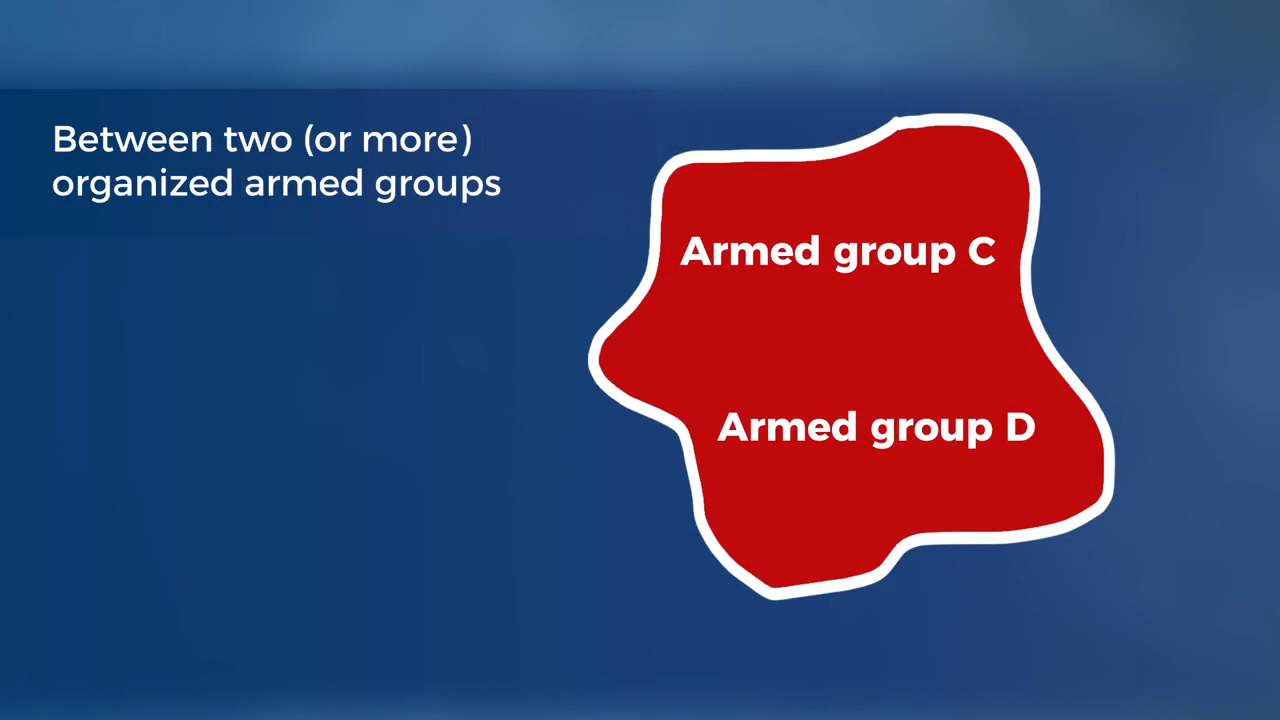 Between two (or more)
organized armed groups
Armed group C
Armed group D